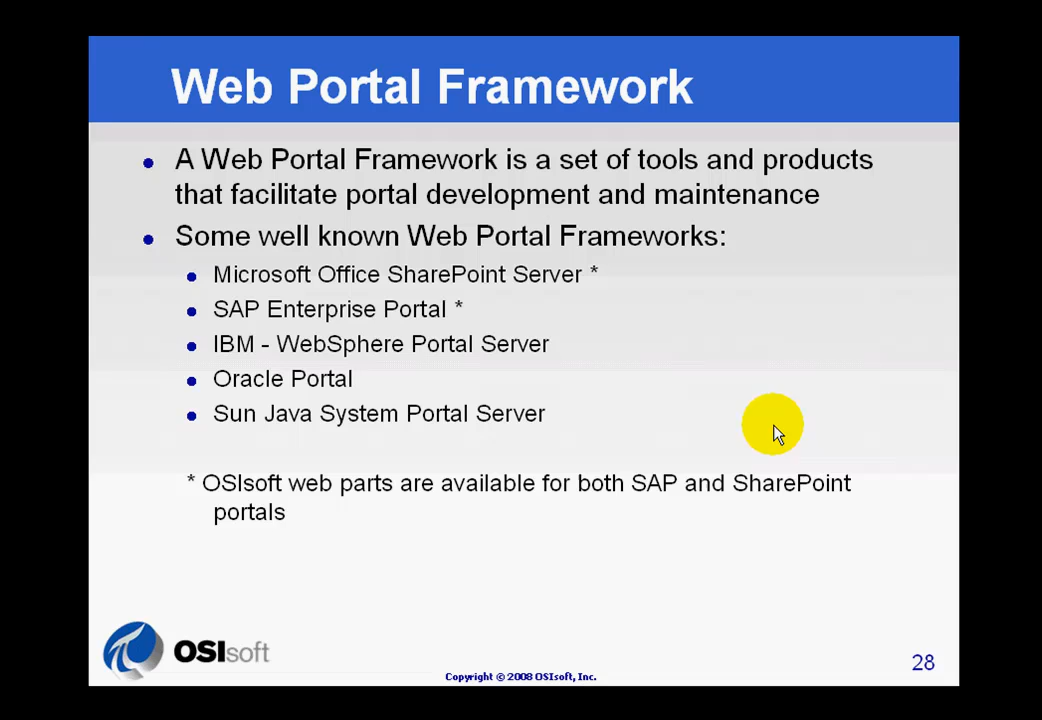 Web Portal Framework
A Web Portal Framework is a set of tools and products
that facilitate portal development and maintenance
Some well known Web Portal Frameworks:
Microsoft Office SharePoint Server *
SAP Enterprise Portal *
IBM - WebSphere Portal Server
Oracle Portal
Sun Java System Portal Server
* OSIsoft web parts are available for both SAP and SharePoint
portals
OSIsoft
28
Copyright © 2008 OSIsoft, Inc.